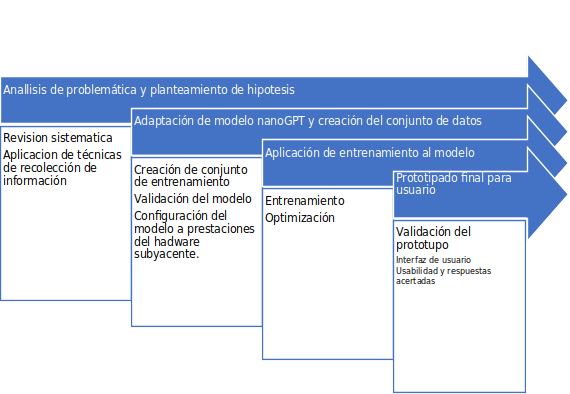 Anallisis de problemática y planteamiento de hipotesis
Revision sistematica
Aplicacion de técnicas
de recolección de
información
Adaptación de modelo nanoGPT y creación del conjunto de datos
Creación de conjunto
de entrenamiento
Validación del modelo
Configuración del
modelo a prestaciones
del hadware
subyacente.
Aplicación de entrenamiento al modelo
Entrenamiento
Optimización
Prototipado final para
usuario
Validación del
prototupo
Interfaz de usuario
Usabilidad y respuestas
acertadas